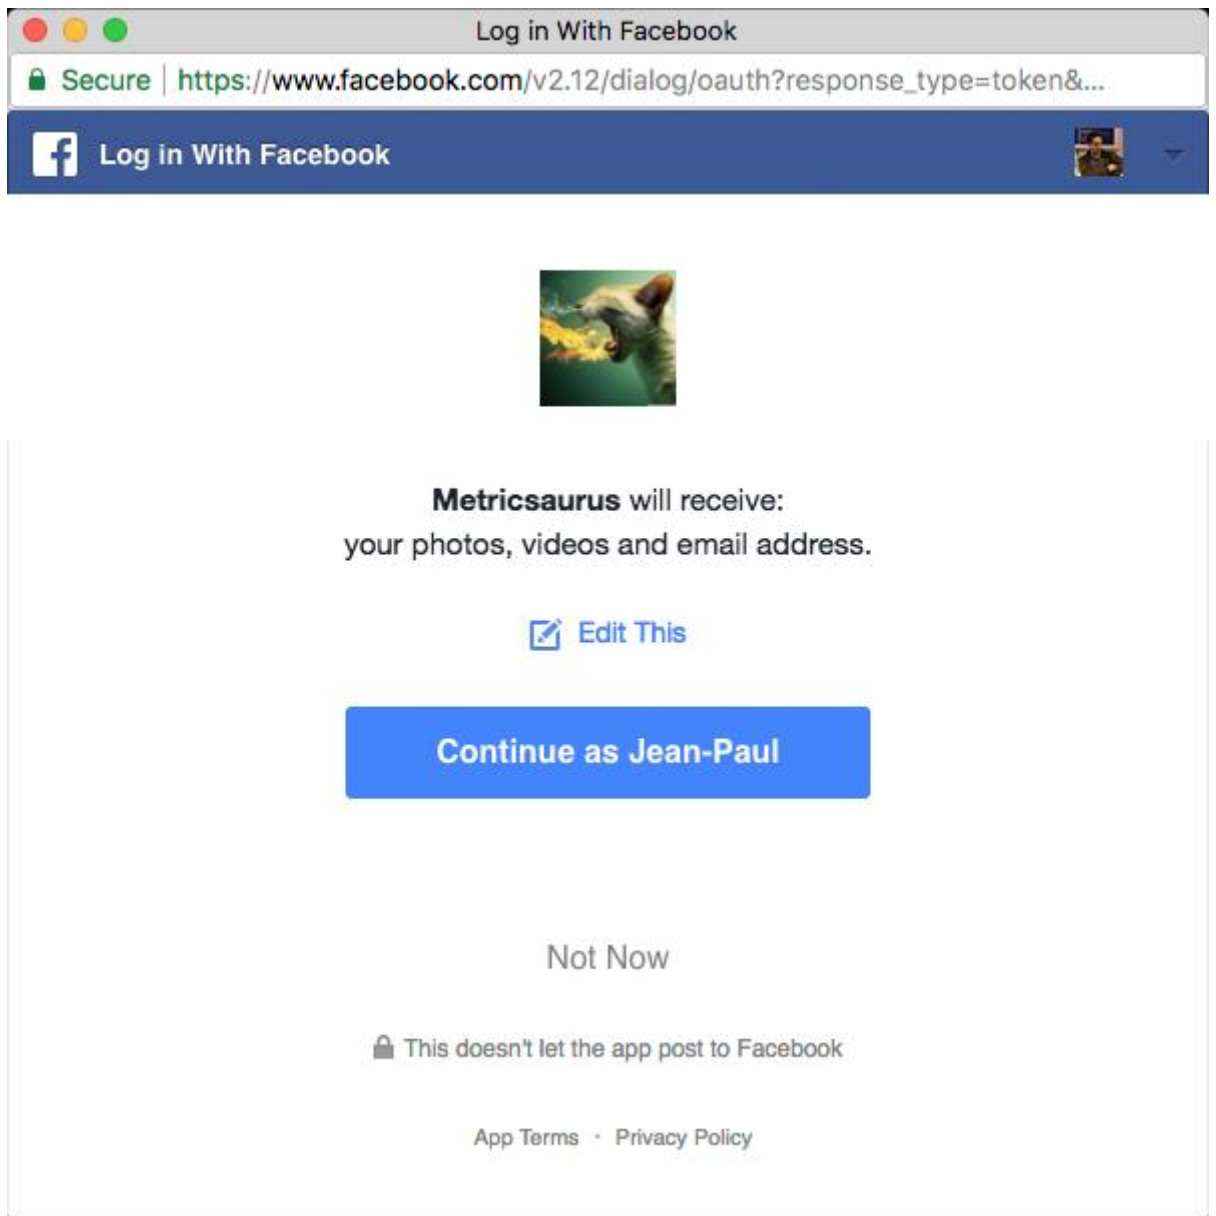 Log in With Facebook
Secure | https://www.facebook.com/v2.12/dialog/oauth?response_type=token&...
Log in With Facebook
Metricsaurus will receive:
your photos, videos and email address.
Edit This
Continue as Jean-Paul
Not Now
This doesn't let the app post to Facebook
App Terms · Privacy Policy